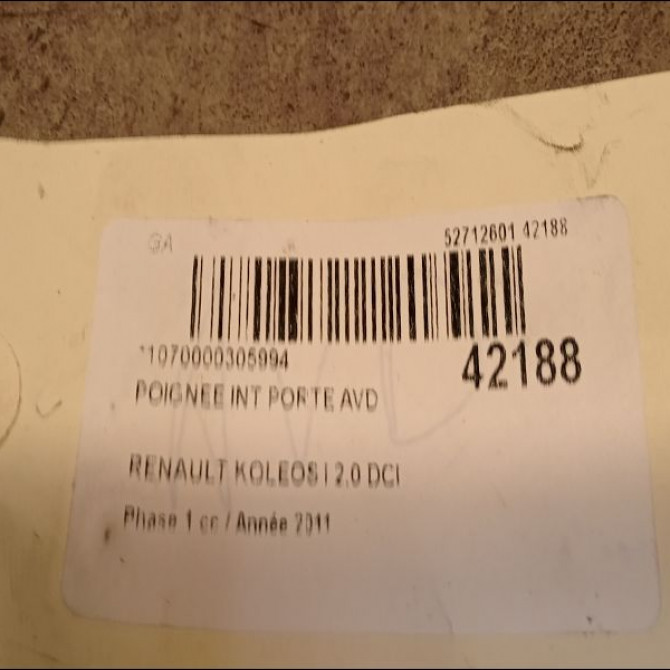 GA 52712601 42188
*1070000305994 42188
POIGNEE INT PORTE AVD
RENAULT KOLEOS I 2.0 DCI
Phase 1 cc / Année 2011